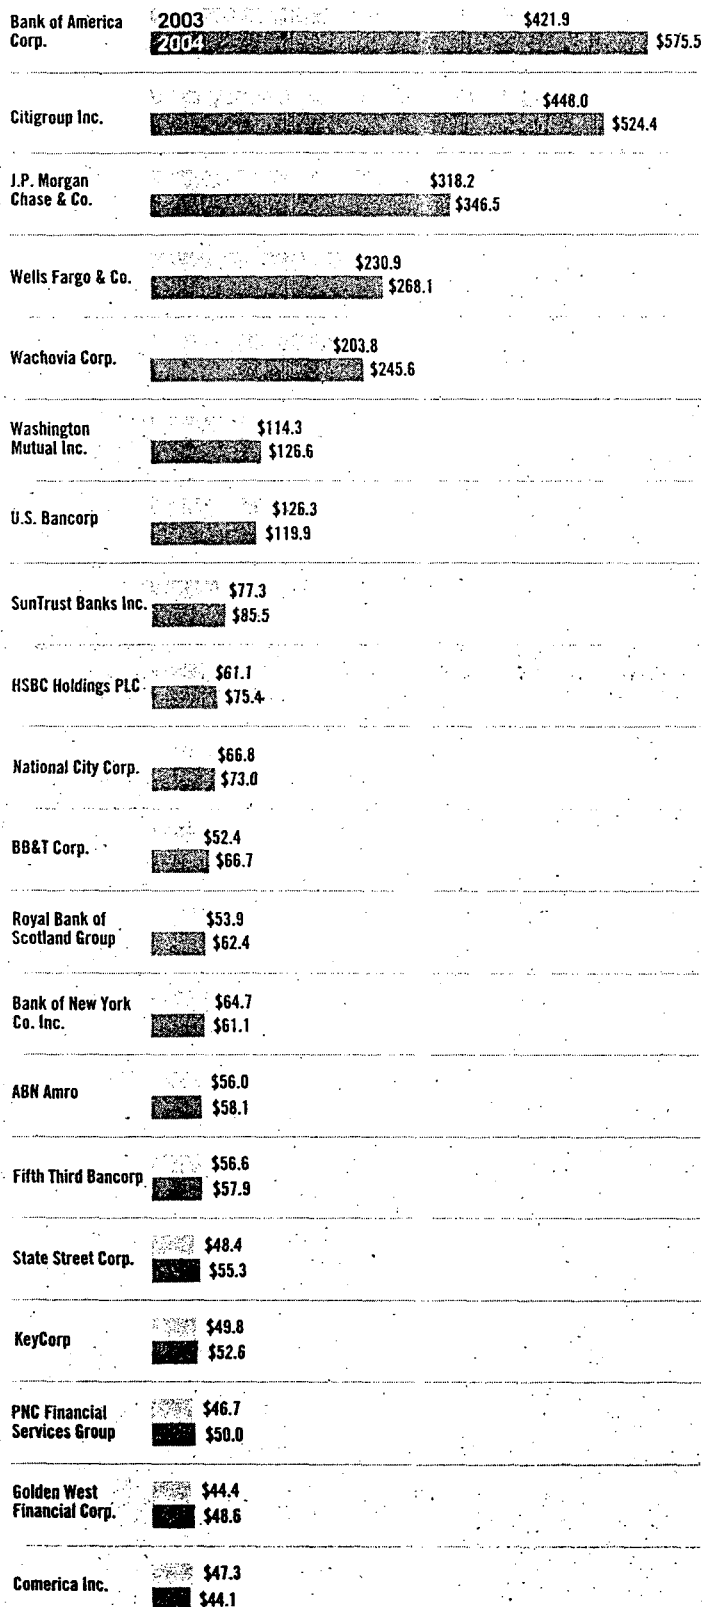 Bank of America
Corp.
2003
$421.9
2004
$575.5
Citigroup Inc.
$448.0
$524.4
J.P. Morgan
Chase & Co.
$318.2
$346.5
Wells Fargo & Co.
$230.9
$268.1
Wachovia Corp.
$203.8
$245.6
Washington
Mutual Inc.
$114.3
$126.6
U.S. Bancorp
$126.3
$119.9
SunTrust Banks Inc.
$77.3
$85.5
HSBC Holdings PLC
$61.1
$75.4
National City Corp.
$66.8
$73.0
BB&T Corp.
$52.4
$66.7
Royal Bank of
Scotland Group
$53.9
$62.4
Bank of New York
Co. Inc.
$64.7
$61.1
ABN Amro
$56.0
$58.1
Fifth Third Bancorp
$56.6
$57.9
State Street Corp.
$48.4
$55.3
KeyCorp
$49.8
$52.6
PNC Financial
Services Group
$46.7
$50.0
Golden West
Financial Corp.
$44.4
$48.6
Comerica Inc.
$47.3
$44.1